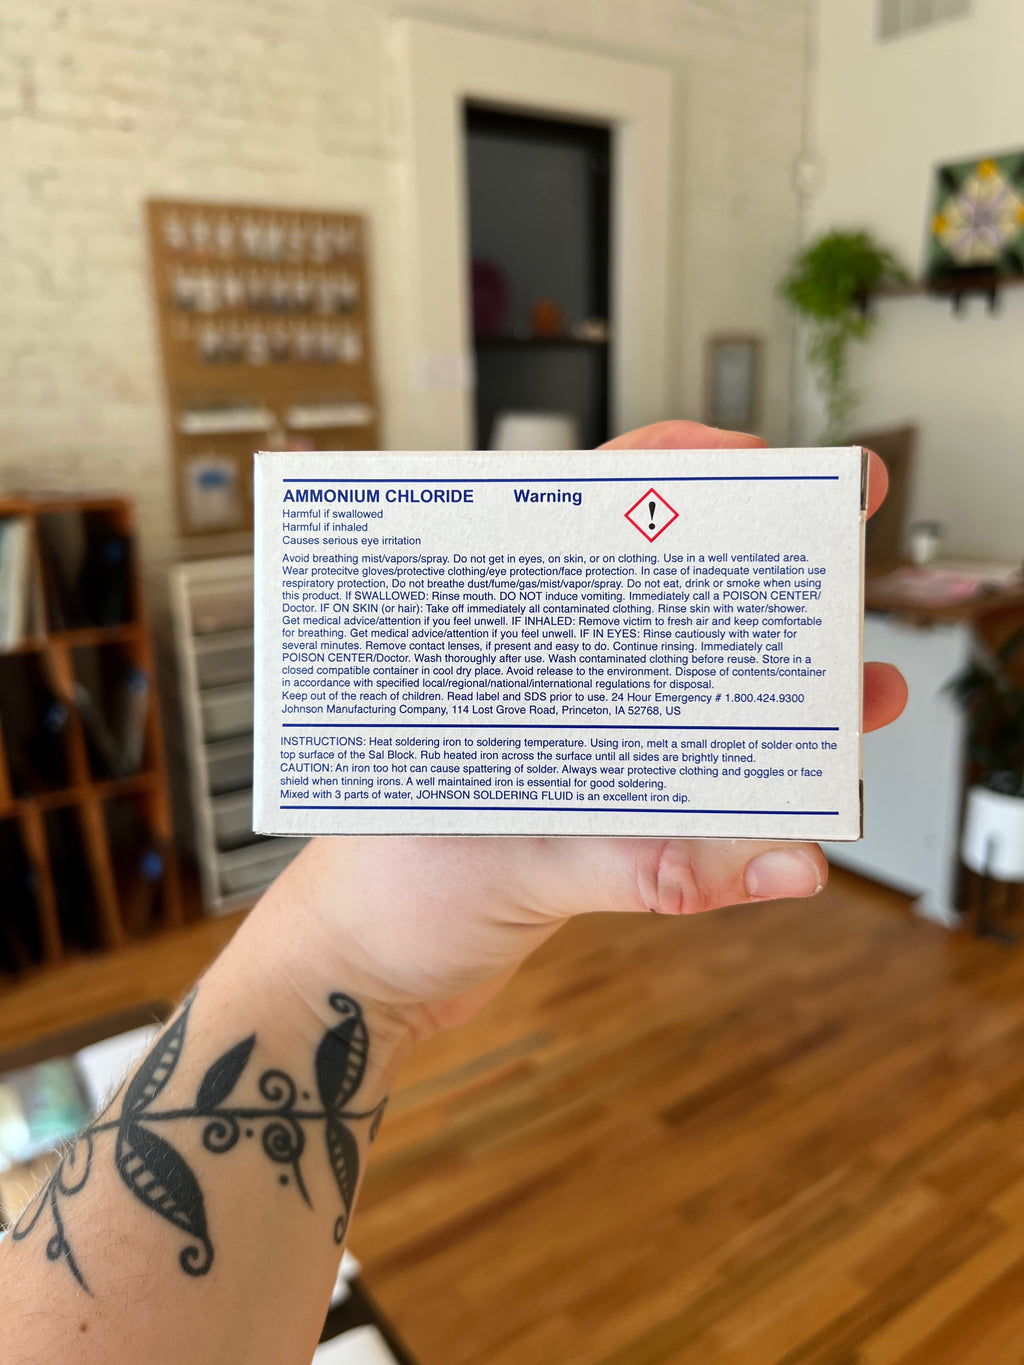 AMMONIUM CHLORIDE Warning
Harmful if swallowed
Harmful if inhaled
Causes serious eye irritation
Avoid breathing mist/vapors/spray. Do not get in eyes, on skin, or on clothing. Use in a well ventilated area.
Wear protecitve gloves/protective clothing/eye protection/face protection. In case of inadequate ventilation use
respiratory protection, Do not breathe dust/fume/gas/mist/vapor/spray. Do not eat, drink or smoke when using
this product. If SWALLOWED: Rinse mouth. DO NOT induce vomiting. Immediately call a POISON CENTER/
Doctor. IF ON SKIN (or hair): Take off immediately all contaminated clothing. Rinse skin with water/shower.
Get medical advice/attention if you feel unwell. IF INHALED: Remove victim to fresh air and keep comfortable
for breathing. Get medical advice/attention if you feel unwell. IF IN EYES: Rinse cautiously with water for
several minutes. Remove contact lenses, if present and easy to do. Continue rinsing. Immediately call
POISON CENTER/Doctor. Wash thoroughly after use. Wash contaminated clothing before reuse. Store in a
closed compatible container in cool dry place. Avoid release to the environment. Dispose of contents/container
in accordance with specified local/regional/national/international regulations for disposal.
Keep out of the reach of children. Read label and SDS prior to use. 24 Hour Emergency # 1.800.424.9300
Johnson Manufacturing Company, 114 Lost Grove Road, Princeton, IA 52768, US
INSTRUCTIONS: Heat soldering iron to soldering temperature. Using iron, melt a small droplet of solder onto the
top surface of the Sal Block. Rub heated iron across the surface until all sides are brightly tinned.
CAUTION: An iron too hot can cause spattering of solder. Always wear protective clothing and goggles or face
shield when tinning irons. A well maintained iron is essential for good soldering.
Mixed with 3 parts of water, JOHNSON SOLDERING FLUID is an excellent iron dip.